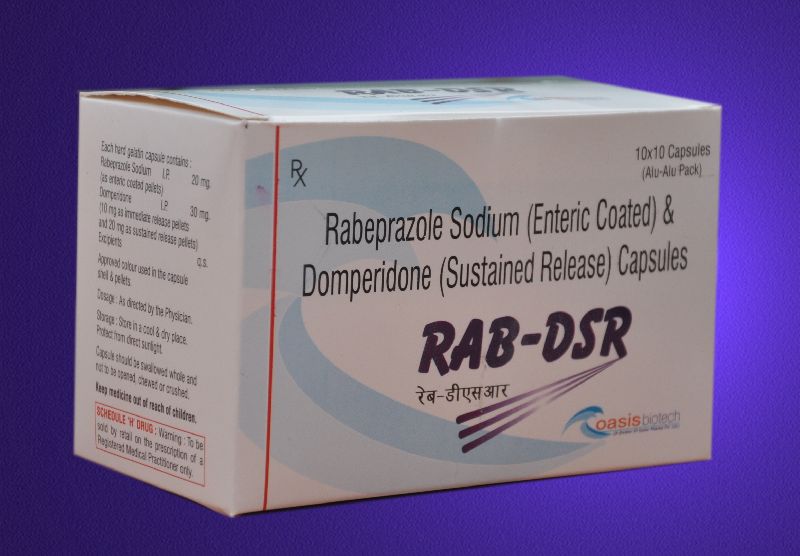 RAB-DSR
Each hard gelatin capsule contains :
Rabeprazole Sodium I.P. 20 mg.
(as enteric coated pellets)
Domperidone I.P. 30 mg.
(10 mg as immediate release pellets
and 20 mg as sustained release pellets)
Excipients q.s.
Approved colour used in the capsule
shell & pellets
Dosage : As directed by the Physician.
Storage : Store in a cool & dry place.
Protect from direct sunlight.
Capsule should be swallowed whole and
not to be opened, chewed or crushed.
Keep medicine out of reach of children.
SCHEDULE 'H' DRUG : Warning : To be
sold by retail on the prescription of a
Registered Medical Practitioner only.
Rx
10x10 Capsules
(Alu-Alu Pack)
Rabeprazole Sodium (Enteric Coated) &
Domperidone (Sustained Release) Capsules
RAB-DSR
रेब-डीएसआर
oasisbiotech